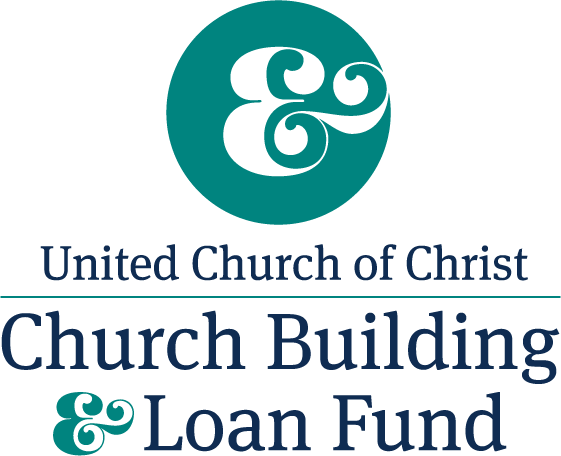 &
United Church of Christ
Church Building
& Loan Fund